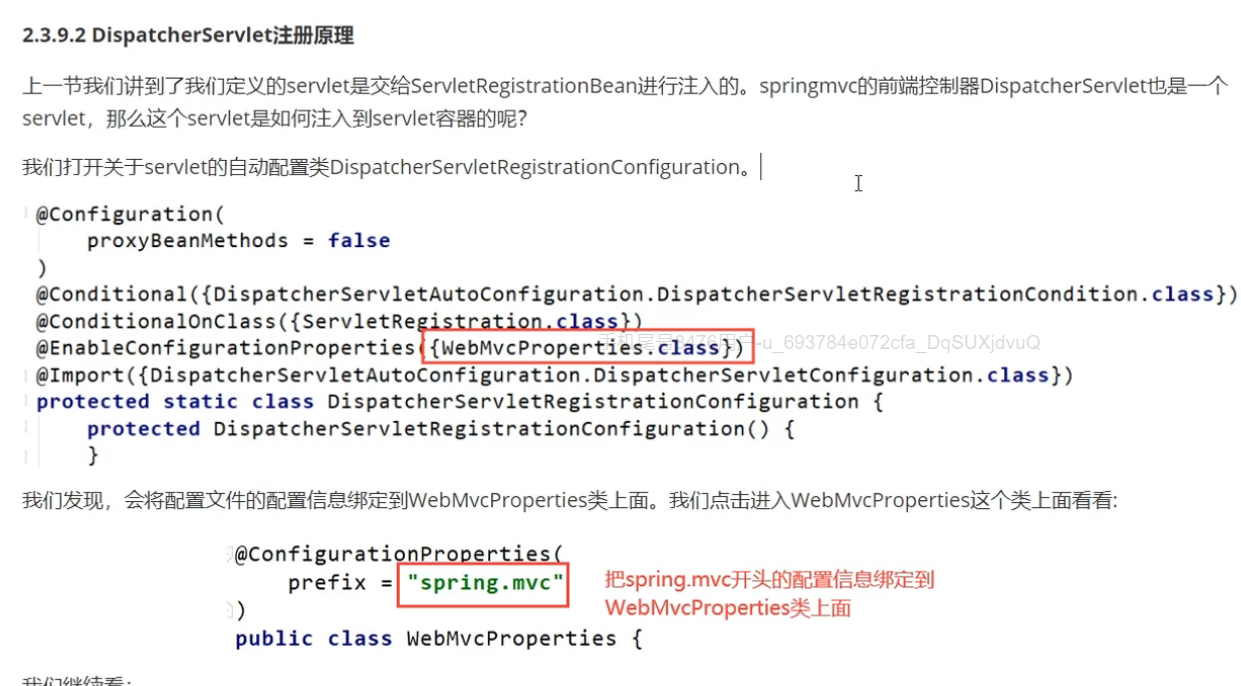 2.3.9.2 DispatcherServlet注册原理
上一节我们讲到了我们定义的servlet是交给ServletRegistrationBean进行注入的。springmvc的前端控制器DispatcherServlet也是一个
servlet，那么这个servlet是如何注入到servlet容器的呢？
我们打开关于servlet的自动配置类DispatcherServletRegistrationConfiguration。
@Configuration(
proxyBeanMethods = false
)
@Conditional({DispatcherServletAutoConfiguration.DispatcherServletRegistrationCondition.class})
@ConditionalOnClass({ServletRegistration.class})
@EnableConfigurationProperties({WebMvcProperties.class})
手机尾号8476用户-u_693784e072cfa_DqSUXjdvuQ
@Import({DispatcherServletAutoConfiguration.DispatcherServletConfiguration.class})
protected static class DispatcherServletRegistrationConfiguration {
protected DispatcherServletRegistrationConfiguration() {
}
我们发现，会将配置文件的配置信息绑定到WebMvcProperties类上面。我们点击进入WebMvcProperties这个类上面看看:
@ConfigurationProperties(
prefix = "spring.mvc"
)
public class WebMvcProperties {
把spring.mvc开头的配置信息绑定到
WebMvcProperties类上面
我们继续看：